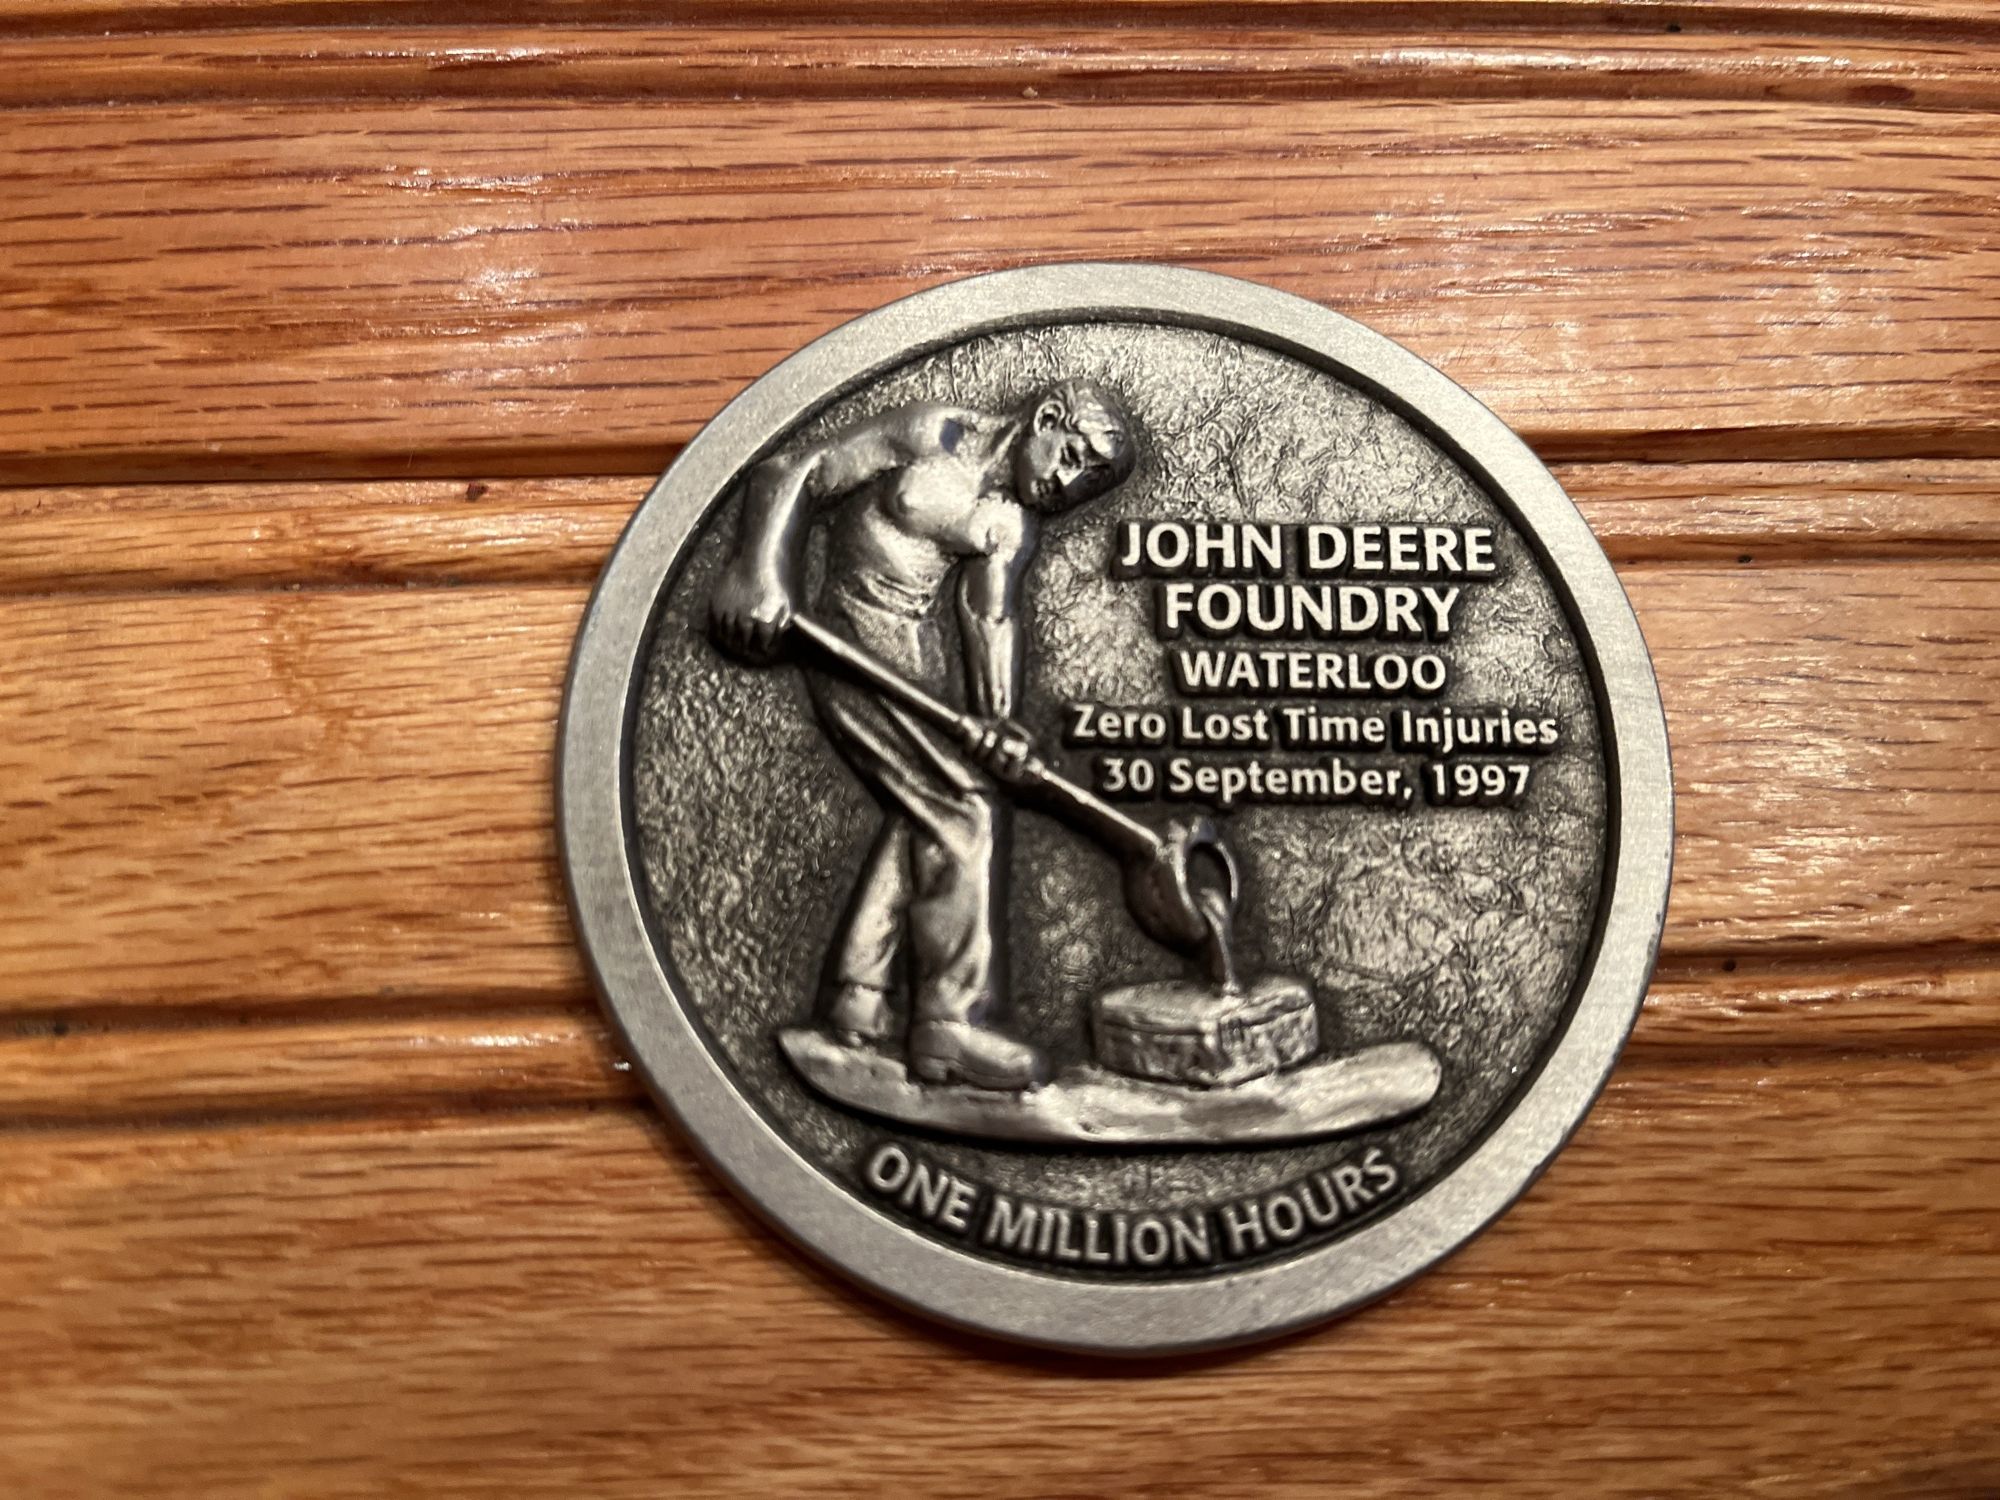 JOHN DEERE
FOUNDRY
WATERLOO
Zero Lost Time Injuries
30 September, 1997
ONE MILLION HOURS